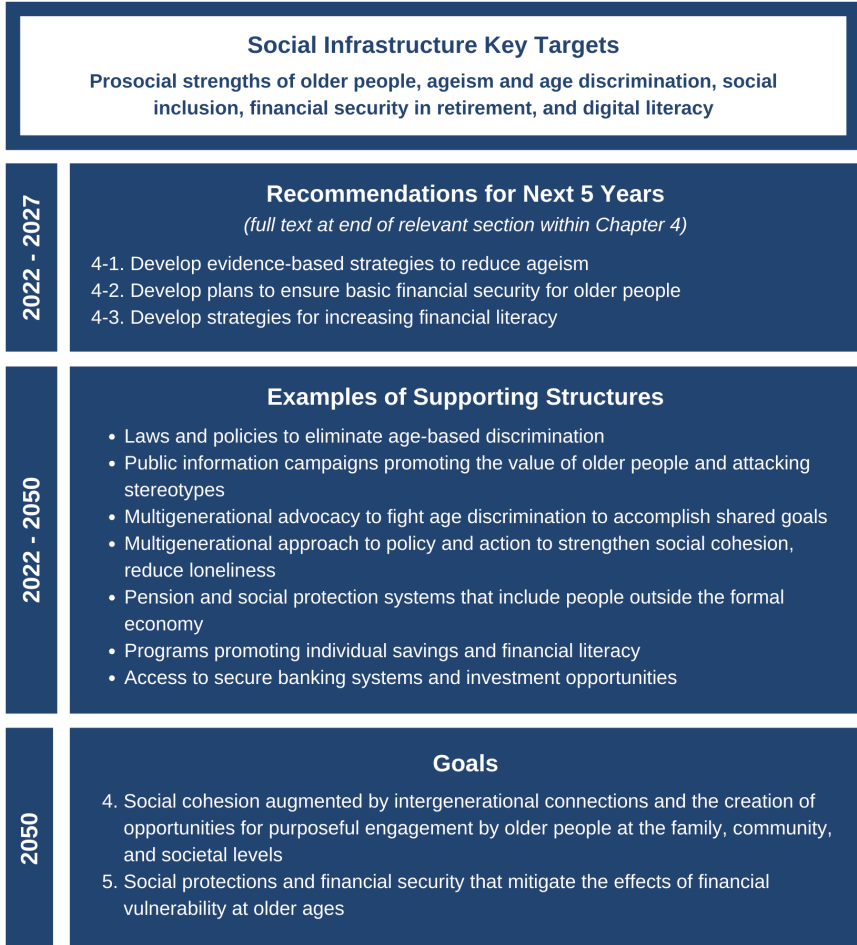 Social Infrastructure Key Targets
Prosocial strengths of older people, ageism and age discrimination, social
inclusion, financial security in retirement, and digital literacy
2022 - 2027
Recommendations for Next 5 Years
(full text at end of relevant section within Chapter 4)
4-1. Develop evidence-based strategies to reduce ageism
4-2. Develop plans to ensure basic financial security for older people
4-3. Develop strategies for increasing financial literacy
2022 - 2050
Examples of Supporting Structures
• Laws and policies to eliminate age-based discrimination
• Public information campaigns promoting the value of older people and attacking
stereotypes
• Multigenerational advocacy to fight age discrimination to accomplish shared goals
• Multigenerational approach to policy and action to strengthen social cohesion,
reduce loneliness
• Pension and social protection systems that include people outside the formal
economy
• Programs promoting individual savings and financial literacy
• Access to secure banking systems and investment opportunities
2050
Goals
4. Social cohesion augmented by intergenerational connections and the creation of
opportunities for purposeful engagement by older people at the family, community,
and societal levels
5. Social protections and financial security that mitigate the effects of financial
vulnerability at older ages